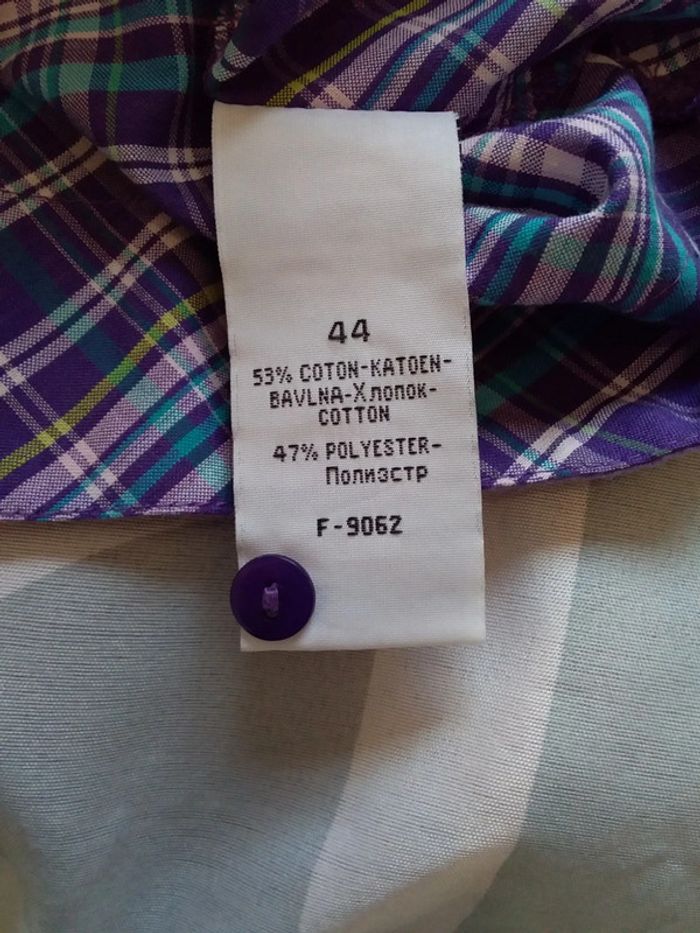 44
53% COTON-KATOEN-
BAVLNA-Хлопок-
COTTON
47% POLYESTER-
Полиэстр
F-9062